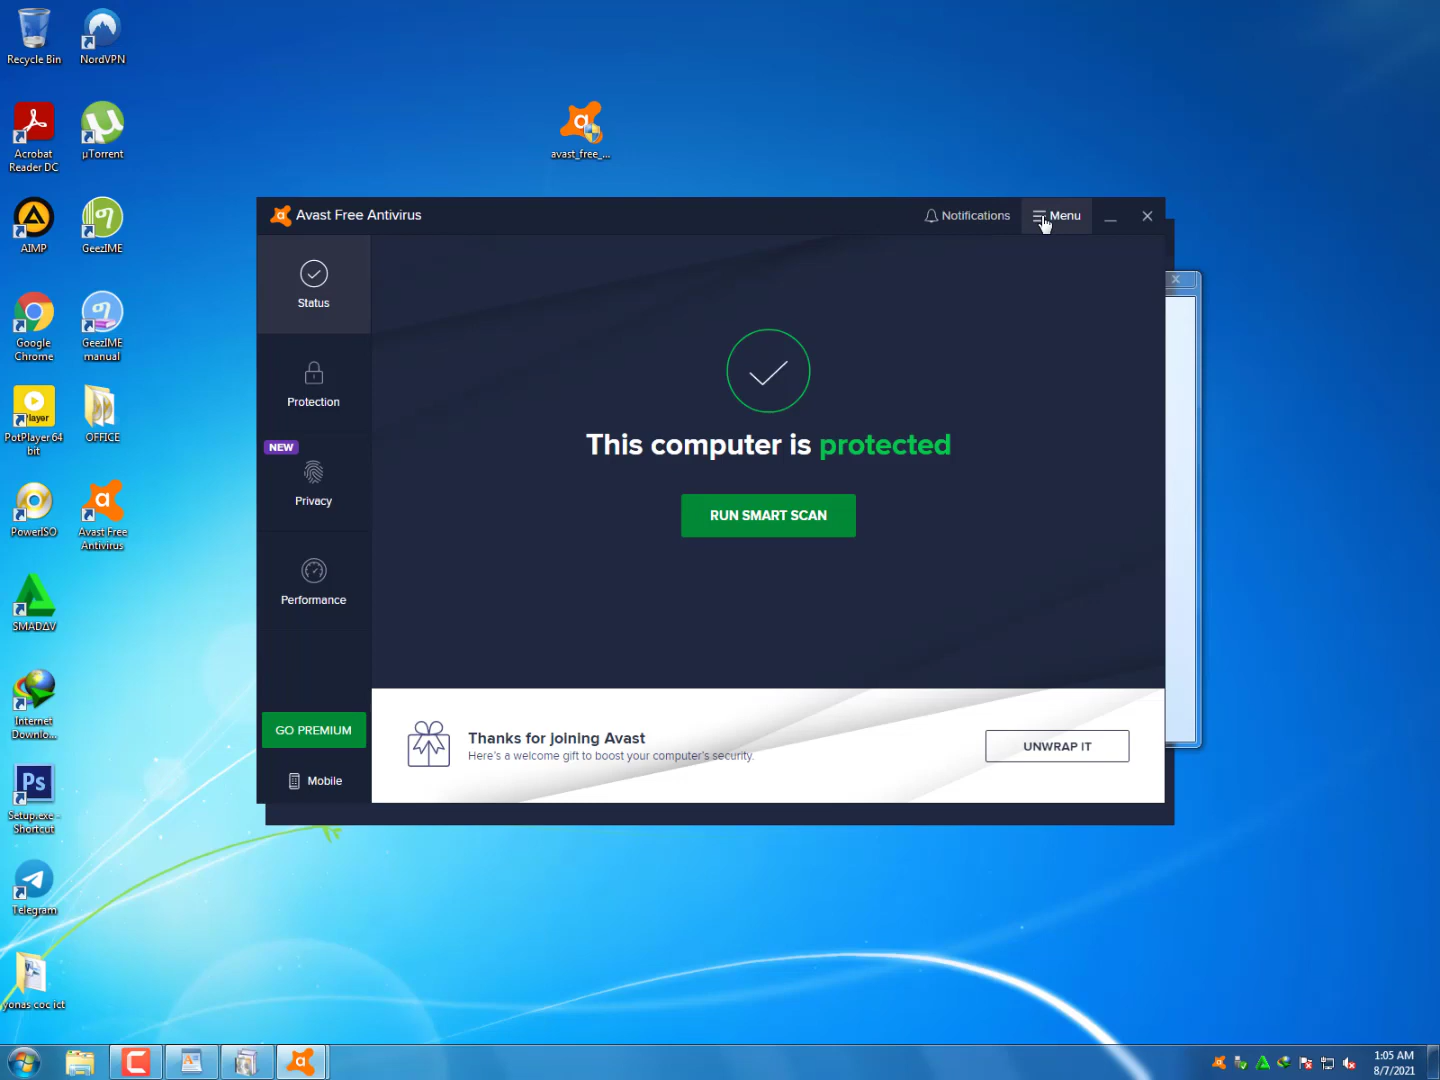 Recycle Bin
NordVPN
Acrobat
Reader DC
µTorrent
avast_free_...
AIMP
GeezIME
Google
Chrome
GeezIME
manual
Player
PotPlayer 64
bit
OFFICE
PowerISO
Avast Free
Antivirus
SMADΔV
Internet
Downlo...
Ps
Setup.exe -
Shortcut
Telegram
yonas coc ict
Avast Free Antivirus
Notifications
Menu
Status
Protection
NEW
Privacy
Performance
GO PREMIUM
Mobile
This computer is protected
RUN SMART SCAN
Thanks for joining Avast
Here's a welcome gift to boost your computer's security.
UNWRAP IT
1:05 AM
8/7/2021